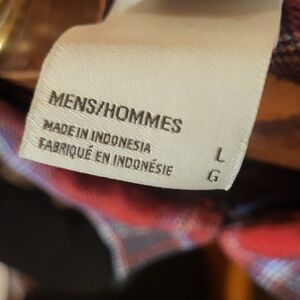 MENS/HOMMES
MADE IN INDONESIA
FABRIQUÉ EN INDONÉSIE
L
G